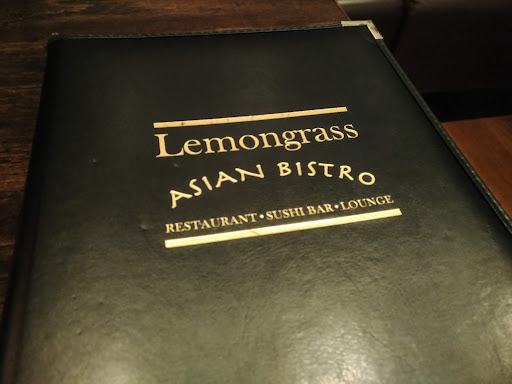 Lemongrass
ASIAN BISTRO
RESTAURANT • SUSHI BAR • LOUNGE